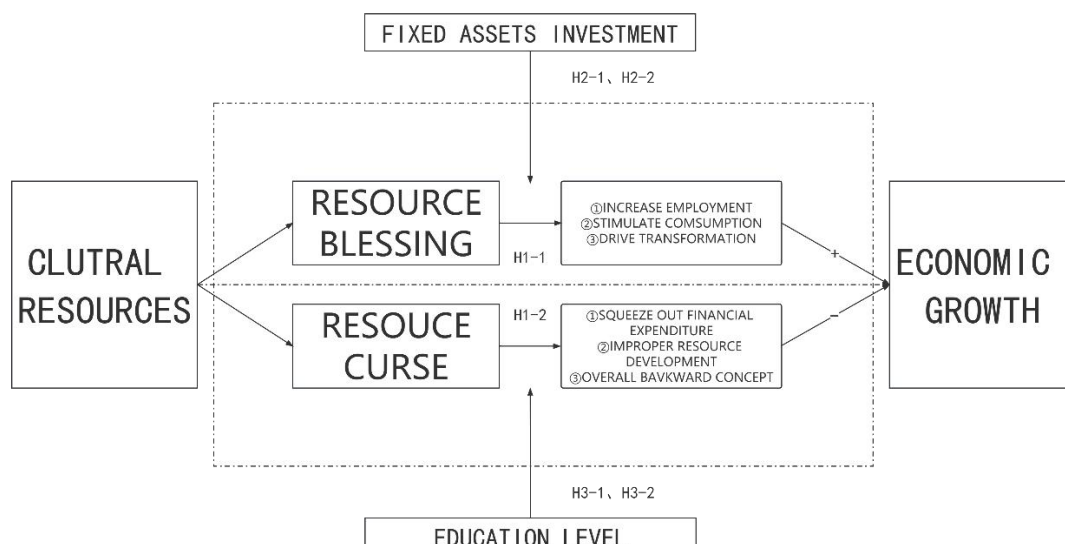 FIXED ASSETS INVESTMENT
H2-1、H2-2
CLUTRAL
RESOURCES
RESOURCE
BLESSING
H1-1
①INCREASE EMPLOYMENT
②STIMULATE COMSUMPTION
③DRIVE TRANSFORMATION
+
ECONOMIC
GROWTH
RESOUCE
CURSE
H1-2
①SQUEEZE OUT FINANCIAL
EXPENDITURE
②IMPROPER RESOURCE
DEVELOPMENT
③OVERALL BAVKWARD CONCEPT
−
H3-1、H3-2
EDUCATION LEVEL